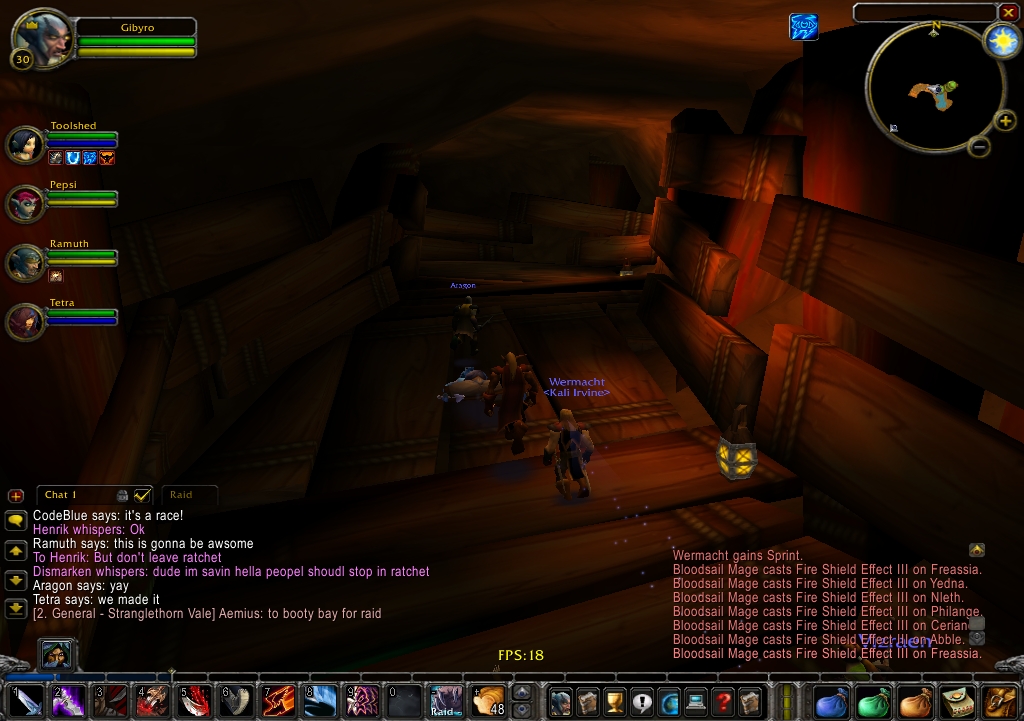 Gibyro
30
N
Toolshed
Pepsi
Ramuth
Tetra
Aragon
Wermacht
<Kali Irvine>
Chat 1
Raid
CodeBlue says: it's a race!
Henrik whispers: Ok
Ramuth says: this is gonna be awsome
To Henrik: But don't leave ratchet
Dismarken whispers: dude im savin hella peopel shoudl stop in ratchet
Aragon says: yay
Tetra says: we made it
[2. General - Stranglethorn Vale] Aemius: to booty bay for raid
Wermacht gains Sprint.
Bloodsail Mage casts Fire Shield Effect III on Freassia.
Bloodsail Mage casts Fire Shield Effect III on Yedna.
Bloodsail Mage casts Fire Shield Effect III on Nleth.
Bloodsail Mage casts Fire Shield Effect III on Philange.
Bloodsail Mage casts Fire Shield Effect III on Cerian
Bloodsail Mage casts Fire Shield Effect III on Abble.
Bloodsail Mage casts Fire Shield Effect III on Freassia.
FPS:18
1 2 3 4 5 6 7 8 9 0 - +
Raid
48